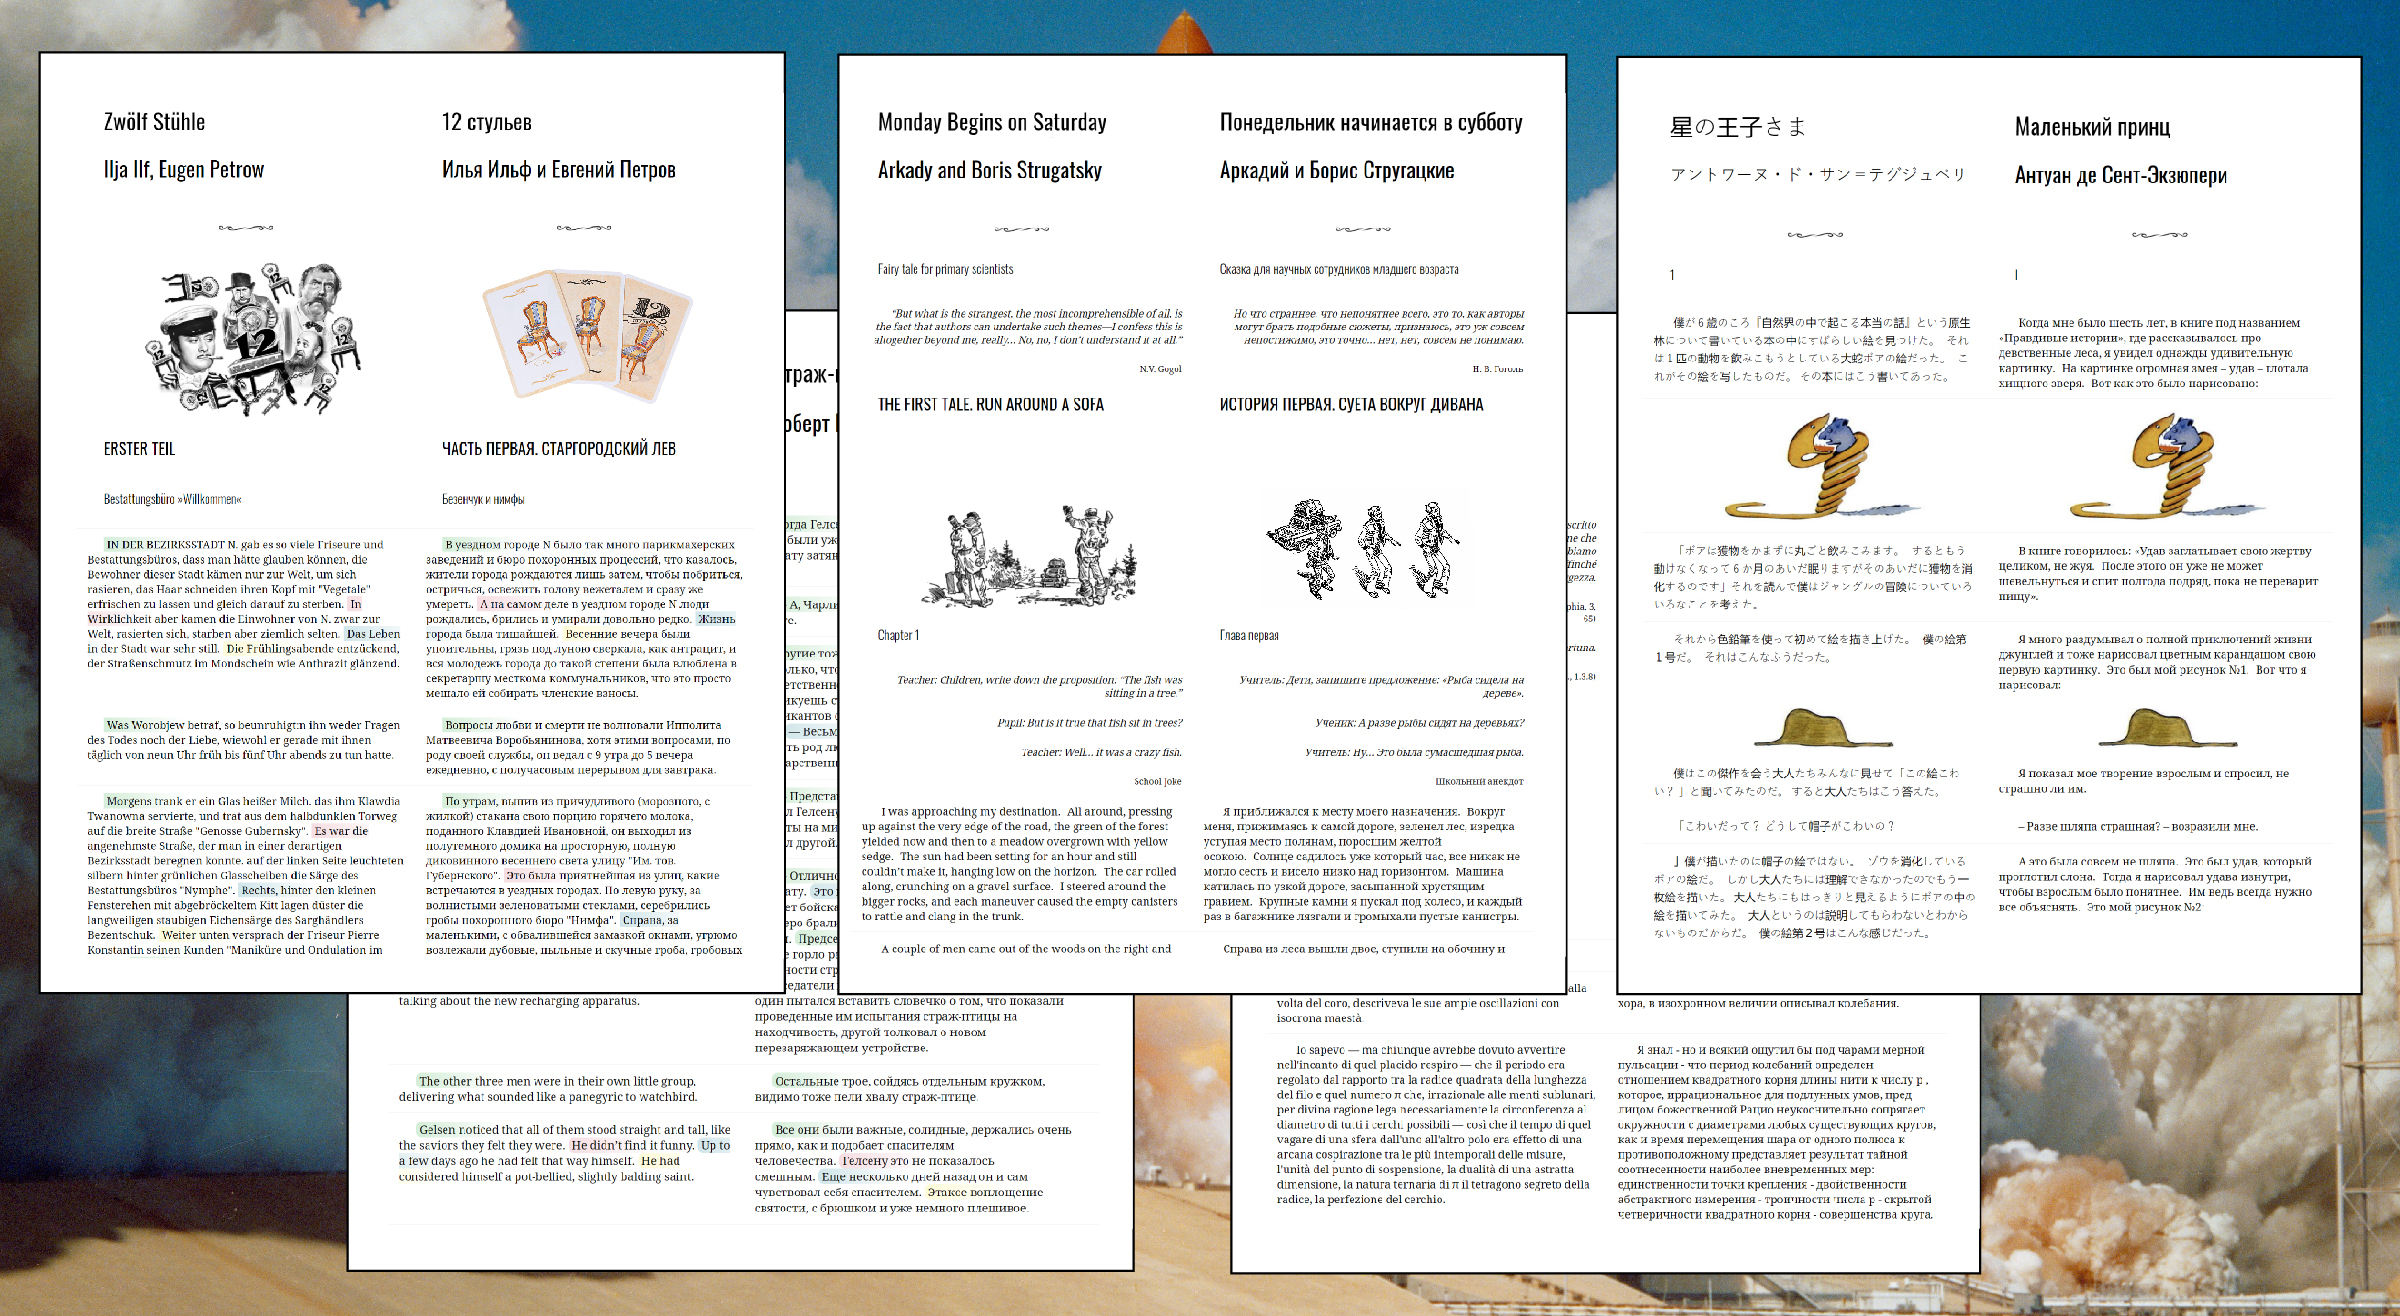 Zwölf Stühle
Ilja Ilf, Eugen Petrow
ERSTER TEIL
Bestattungsbüro »Willkommen«
IN DER BEZIRKSSTADT N. gab es so viele Friseure und
Bestattungsbüros, dass man hätte glauben können, die
Bewohner dieser Stadt kämen nur zur Welt, um sich
rasieren, das Haar schneiden ihren Kopf mit "Vegetale"
erfrischen zu lassen und gleich darauf zu sterben. In
Wirklichkeit aber kamen die Einwohner von N. zwar zur
Welt, rasierten sich, starben aber ziemlich selten. Das Leben
in der Stadt war sehr still. Die Frühlingsabende entzückend,
der Straßenschmutz im Mondschein wie Anthrazit glänzend.
Was Worobjew betraf, so beunruhigten ihn weder Fragen
des Todes noch der Liebe, wiewohl er gerade mit ihnen
täglich von neun Uhr früh bis fünf Uhr abends zu tun hatte.
Morgens trank er ein Glas heißer Milch, das ihm Klawdia
Iwanowna servierte, und trat aus dem halbdunklen Torweg
auf die breite Straße "Genosse Gubernsky". Es war die
angenehmste Straße, der man in einer derartigen
Bezirksstadt beregnen konnte. auf der linken Seite leuchteten
silbern hinter grünlichen Glasscheiben die Särge des
Bestattungsbüros "Nymphe". Rechts, hinter den kleinen
Fensterehen mit abgebröckeltem Kitt lagen düster die
langweiligen staubigen Eichensärge des Sarghändlers
Bezentschuk. Weiter unten versprach der Friseur Pierre
Konstantin seinen Kunden "Maniküre und Ondulation im
12 стульев
Илья Ильф и Евгений Петров
ЧАСТЬ ПЕРВАЯ. СТАРГОРОДСКИЙ ЛЕВ
Безенчук и нимфы
В уездном городе N было так много парикмахерских
заведений и бюро похоронных процессий, что казалось,
жители города рождаются лишь затем, чтобы побриться,
остричься, освежить голову вежеталем и сразу же
умереть. А на самом деле в уездном городе N люди
рождались, брились и умирали довольно редко. Жизнь
города была тишайшей. Весенние вечера были
упоительны, грязь под луною сверкала, как антрацит, и
вся молодежь города до такой степени была влюблена в
секретаршу месткома коммунальников, что это просто
мешало ей собирать членские взносы.
Вопросы любви и смерти не волновали Ипполита
Матвеевича Воробьянинова, хотя этими вопросами, по
роду своей службы, он ведал с 9 утра до 5 вечера
ежедневно, с получасовым перерывом для завтрака.
По утрам, выпив из причудливого (морозного, с
жилкой) стакана свою порцию горячего молока,
поданного Клавдией Ивановной, он выходил из
полутемного домика на просторную, полную
диковинного весеннего света улицу "Им. тов.
Губернского". Это была приятнейшая из улиц, какие
встречаются в уездных городах. По левую руку, за
волнистыми зеленоватыми стеклами, серебрились
гробы похоронного бюро "Нимфа". Справа, за
маленькими, с обвалившейся замазкой окнами, угрюмо
возлежали дубовые, пыльные и скучные гроба, гробовых
Monday Begins on Saturday
Arkady and Boris Strugatsky
Fairy tale for primary scientists
"But what is the strangest, the most incomprehensible of all, is
the fact that authors can undertake such themes—I confess this is
altogether beyond me, really... No, no, I don't understand it at all."
N.V. Gogol
THE FIRST TALE. RUN AROUND A SOFA
Chapter 1
Teacher: Children, write down the proposition: "The fish was
sitting in a tree."
Pupil: But is it true that fish sit in trees?
Teacher: Well... it was a crazy fish.
School Joke
I was approaching my destination. All around, pressing
up against the very edge of the road, the green of the forest
yielded now and then to a meadow overgrown with yellow
sedge. The sun had been setting for an hour and still
couldn't make it, hanging low on the horizon. The car rolled
along, crunching on a gravel surface. I steered around the
bigger rocks, and each maneuver caused the empty canisters
to rattle and clang in the trunk.
A couple of men came out of the woods on the right and
Понедельник начинается в субботу
Аркадий и Борис Стругацкие
Сказка для научных сотрудников младшего возраста
Но что страннее, что непонятнее всего, это то, как авторы
могут брать подобные сюжеты, признаюсь, это уж совсем
непостижимо, это точно... нет, нет, совсем не понимаю.
Н. В. Гоголь
ИСТОРИЯ ПЕРВАЯ. СУЕТА ВОКРУГ ДИВАНА
Глава первая
Учитель: Дети, запишите предложение: «Рыба сидела на
дереве».
Ученик: А разве рыбы сидят на деревьях?
Учитель: Ну... Это была сумасшедшая рыба.
Школьный анекдот
Я приближался к месту моего назначения. Вокруг
меня, прижимаясь к самой дороге, зеленел лес, изредка
уступая место полянам, поросшим желтой
осокою. Солнце садилось уже который час, все никак не
могло сесть и висело низко над горизонтом. Машина
катилась по узкой дороге, засыпанной хрустящим
гравием. Крупные камни я пускал под колесо, и каждый
раз в багажнике лязгали и громыхали пустые канистры.
Справа из леса вышли двое, ступили на обочину и
星の王子さま
アントワーヌ・ド・サン=テグジュペリ
1
僕が6歳のころ『自然界の中で起こる本当の話』という原生
林について書いている本の中にすばらしい絵を見つけた。 それ
は1匹の動物を飲みこもうとしている大蛇ボアの絵だった。 こ
れがその絵を写したものだ。 その本にはこう書いてあった。
「ボアは獲物をかまずに丸ごと飲みこみます。 するともう
動けなくなって6か月のあいだ眠りますがそのあいだに獲物を消
化するのです」それを読んで僕はジャングルの冒険についていろ
いろなことを考えた。
それから色鉛筆を使って初めて絵を描き上げた。 僕の絵第
1号だ。 それはこんなふうだった。
僕はこの傑作を会う大人たちみんなに見せて「この絵こわ
い？」と聞いてみたのだ。 すると大人たちはこう答えた。
「こわいだって？ どうして帽子がこわいの？
」僕が描いたのは帽子の絵ではない。 ゾウを消化している
ボアの絵だ。 しかし大人たちには理解できなかったのでもう一
枚絵を描いた。 大人たちにもはっきりと見えるようにボアの中の
絵を描いてみた。 大人というのは説明してもらわないとわから
ないものだからだ。 僕の絵第2号はこんな感じだった。
Маленький принц
Антуан де Сент-Экзюпери
I
Когда мне было шесть лет, в книге под названием
«Правдивые истории», где рассказывалось про
девственные леса, я увидел однажды удивительную
картинку. На картинке огромная змея – удав – глотала
хищного зверя. Вот как это было нарисовано:
В книге говорилось: «Удав заглатывает свою жертву
целиком, не жуя. После этого он уже не может
шевельнуться и спит полгода подряд, пока не переварит
пищу».
Я много раздумывал о полной приключений жизни
джунглей и тоже нарисовал цветным карандашом свою
первую картинку. Это был мой рисунок №1. Вот что я
нарисовал:
Я показал мое творение взрослым и спросил, не
страшно ли им.
– Разве шляпа страшная? – возразили мне.
А это была совсем не шляпа. Это был удав, который
проглотил слона. Тогда я нарисовал удава изнутри,
чтобы взрослым было понятнее. Им ведь всегда нужно
все объяснять. Это мой рисунок №2
talking about the new recharging apparatus.
The other three men were in their own little group,
delivering what sounded like a panegyric to watchbird.
Gelsen noticed that all of them stood straight and tall, like
the saviors they felt they were. He didn't find it funny. Up to
a few days ago he had felt that way himself. He had
considered himself a pot-bellied, slightly balding saint.
один пытался вставить словечко о том, что показали
проведенные им испытания страж-птицы на
находчивость, другой толковал о новом
перезаряжающем устройстве.
Остальные трое, сойдясь отдельным кружком,
видимо тоже пели хвалу страж-птице.
Все они были важные, солидные, держались очень
прямо, как и подобает спасителям
человечества. Гелсену это не показалось
смешным. Еще несколько дней назад он и сам
чувствовал себя спасителем. Этакое воплощение
святости, с брюшком и уже немного плешивое.
scritto
ne che
biamo
finché
gezza.
phia. 3,
65)
rtuna.
., 1.3.8)
alla
volta del coro, descriveva le sue ampie oscillazioni con
isocrona maestà.
Io sapevo — ma chiunque avrebbe dovuto avvertire
nell'incanto di quel placido respiro — che il periodo era
regolato dal rapporto tra la radice quadrata della lunghezza
del filo e quel numero π che, irrazionale alle menti sublunari,
per divina ragione lega necessariamente la circonferenza al
diametro di tutti i cerchi possibili — così che il tempo di quel
vagare di una sfera dall'uno all'altro polo era effetto di una
arcana cospirazione tra le più intemporali delle misure,
l'unità del punto di sospensione, la dualità di una astratta
dimensione, la natura ternaria di π il tetragono segreto della
radice, la perfezione del cerchio.
хора, в изохронном величии описывал колебания.
Я знал - но и всякий ощутил бы под чарами мерной
пульсации - что период колебаний определен
отношением квадратного корня длины нити к числу p ,
которое, иррациональное для подлунных умов, пред
лицом божественной Рацио неукоснительно сопрягает
окружности с диаметрами любых существующих кругов,
как и время перемещения шара от одного полюса к
противоположному представляет результат тайной
соотнесенности наиболее вневременных мер:
единственности точки крепления - двойственности
абстрактного измерения - троичности числа p - скрытой
четверичности квадратного корня - совершенства круга.